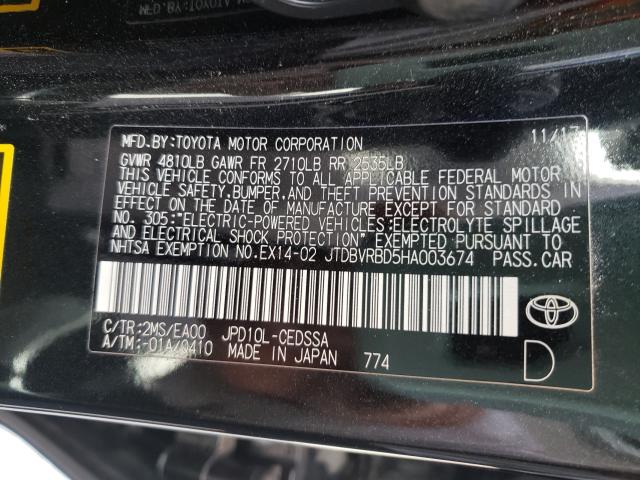 MFD.BY:TOYOTA MOTOR CORPORATION 11/17
GVWR 4810LB GAWR FR 2710LB RR 2535LB
THIS VEHICLE CONFORMS TO ALL APPLICABLE FEDERAL MOTOR
VEHICLE SAFETY,BUMPER,AND THEFT PREVENTION STANDARDS IN
EFFECT ON THE DATE OF MANUFACTURE EXCEPT FOR STANDARD
NO. 305:"ELECTRIC-POWERED VEHICLES:ELECTROLYTE SPILLAGE
AND ELECTRICAL SHOCK PROTECTION" EXEMPTED PURSUANT TO
NHTSA EXEMPTION NO.EX14-02 JTDBVRBD5HA003674 PASS.CAR
C/TR:2MS/EA00 JPD10L-CEDSSA
A/TM:-01A/0410 MADE IN JAPAN 774
D